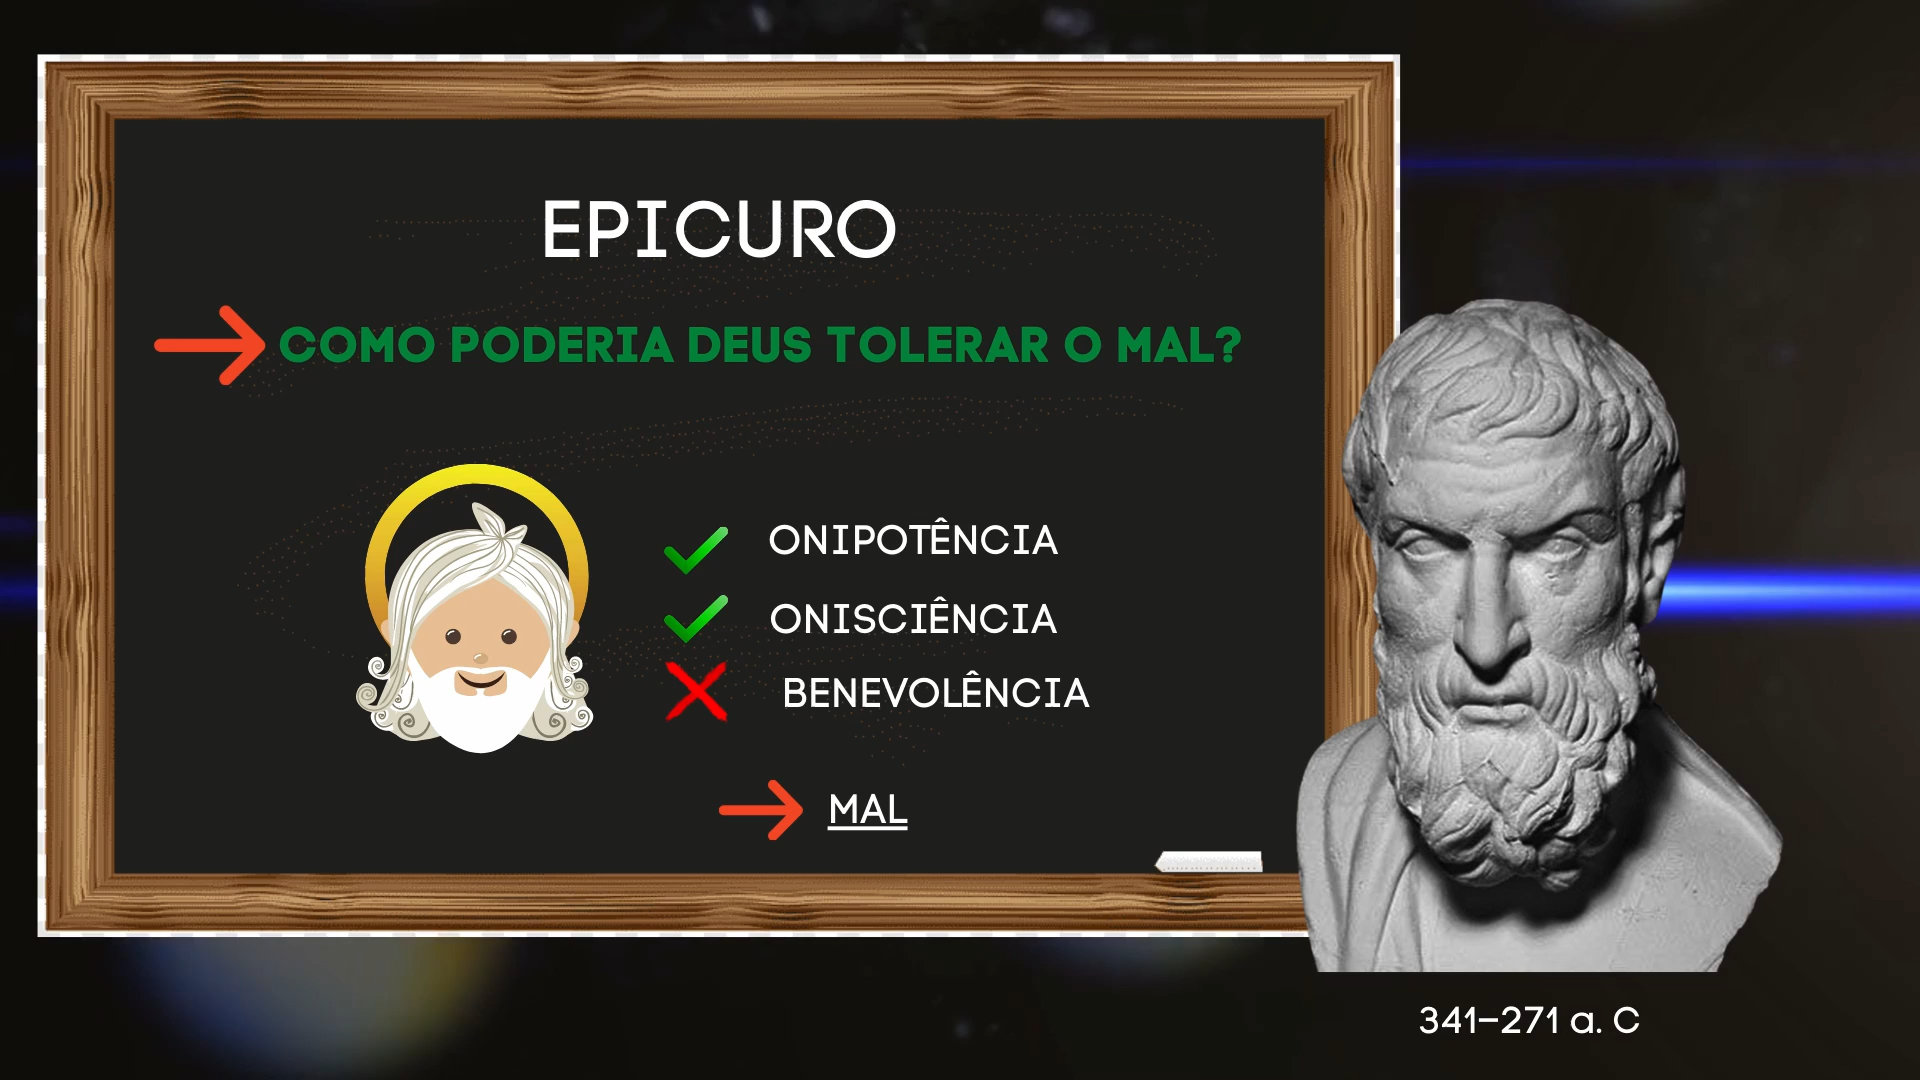 EPICURO
COMO PODERIA DEUS TOLERAR O MAL?
ONIPOTÊNCIA
ONISCIÊNCIA
BENEVOLÊNCIA
MAL
341–271 a. C